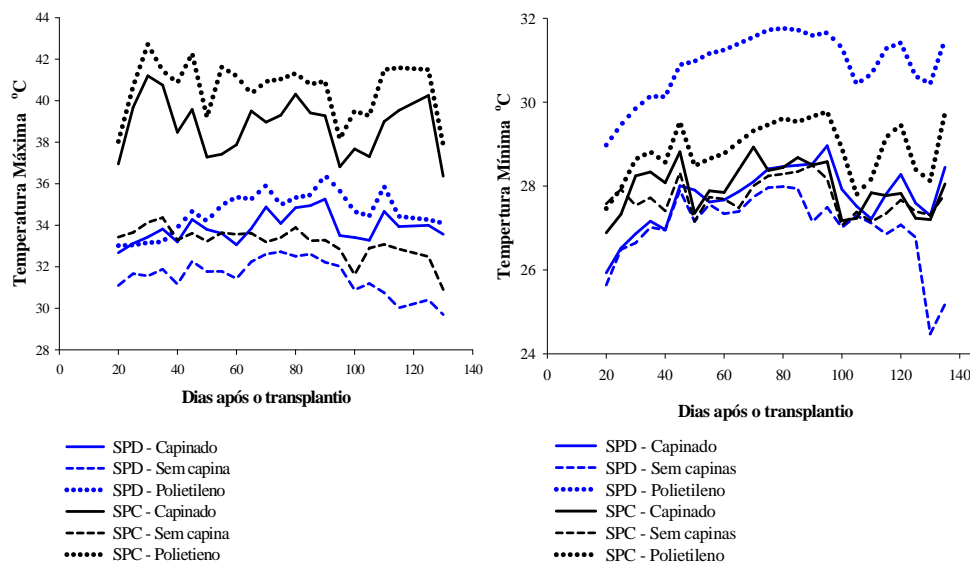 44
42
40
38
36
34
32
30
28
Temperatura Máxima ºC
0 20 40 60 80 100 120 140
Dias após o transplantio
SPD - Capinado
SPD - Sem capina
SPD - Polietileno
SPC - Capinado
SPC - Sem capina
SPC - Polietieno
32
30
28
26
24
Tempertura Mínima ºC
0 20 40 60 80 100 120 140
Dias após o transplantio
SPD - Capinado
SPD - Sem capinas
SPD - Polietileno
SPC - Capinado
SPC - Sem capinas
SPC - Polietileno